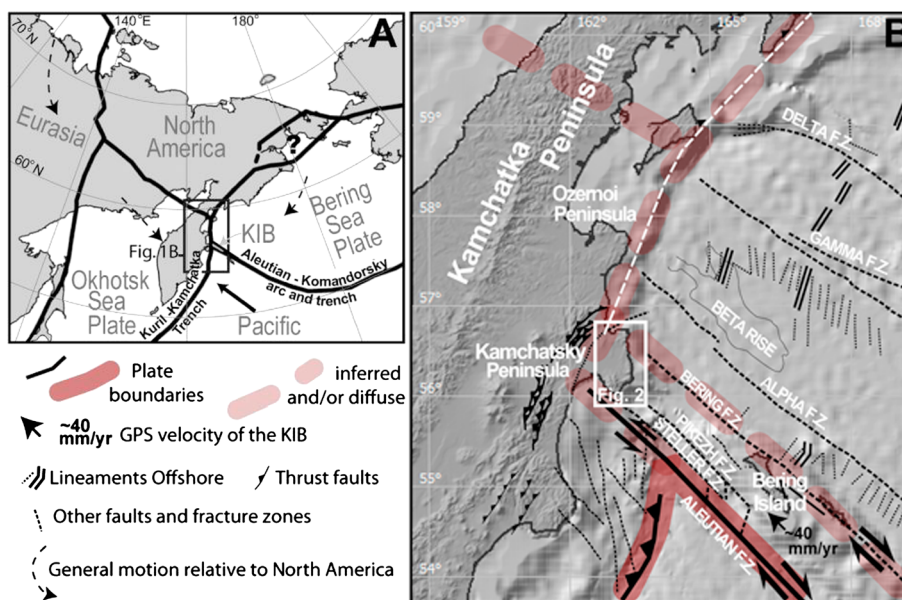 70°N
140°E
180°
A
Eurasia
North
America
?
60°N
Bering
Sea
Plate
Fig. 1B
KIB
Okhotsk
Sea
Plate
Aleutian - Komandorsky
arc and trench
Kuril-Kamchatka
Trench
Pacific
Plate
boundaries
inferred
and/or diffuse
~40
mm/yr
GPS velocity of the KIB
Lineaments Offshore
Thrust faults
Other faults and fracture zones
General motion relative to North America
60°
159°
162°
165°
168°
B
Kamchatka
Peninsula
59°
DELTA F.Z.
Ozernoi
Peninsula
58°
GAMMA F.Z.
57°
BETA RISE
Kamchatsky
Peninsula
56°
Fig. 2
BERING F.Z.
ALPHA F.Z.
PIKEZH F.Z.
STELLER F.Z.
55°
Bering
Island
ALEUTIAN F.Z.
~40
mm/yr
54°